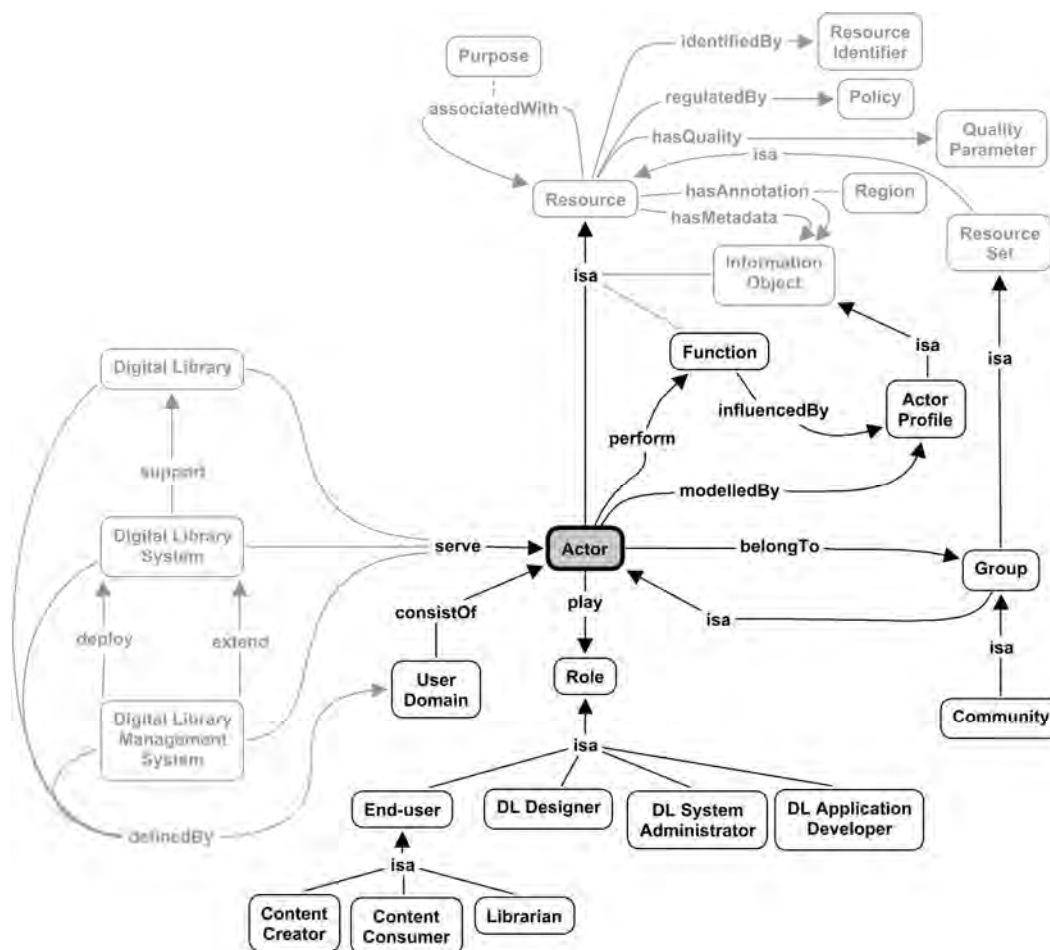 identifiedBy
Resource
Identifier
Purpose
associatedWith
regulatedBy
Policy
hasQuality
Quality
Parameter
isa
Resource
hasAnnotation
Region
hasMetadata
Resource
Set
isa
Information
Object
Function
isa
isa
Digital Library
influencedBy
Actor
Profile
perform
support
modelledBy
Digital Library
System
serve
Actor
belongTo
Group
consistOf
play
isa
deploy
extend
isa
User
Domain
Role
Community
Digital Library
Management
System
isa
End-user
DL Designer
DL System
Administrator
DL Application
Developer
definedBy
isa
Content
Creator
Content
Consumer
Librarian